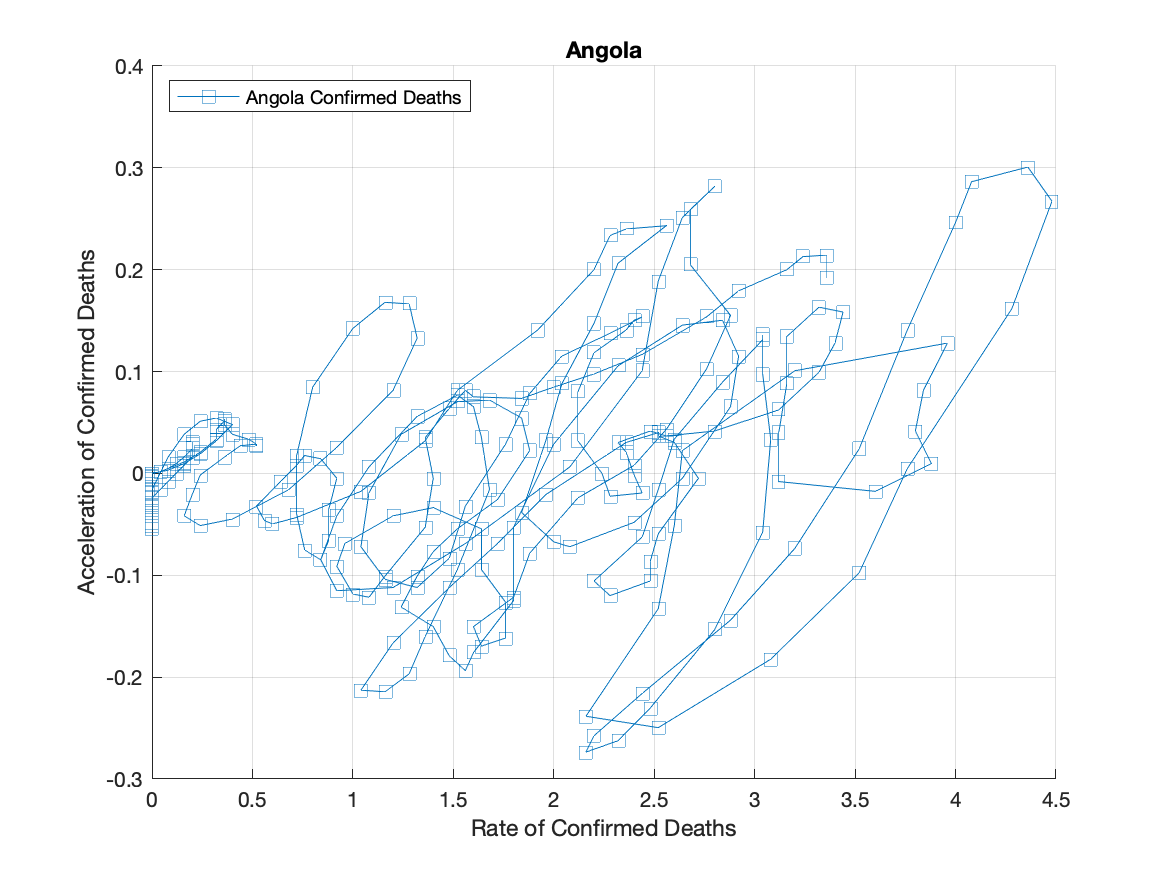 Angola
Angola Confirmed Deaths
0.4
0.3
0.2
0.1
0
-0.1
-0.2
-0.3
Acceleration of Confirmed Deaths
0 0.5 1 1.5 2 2.5 3 3.5 4 4.5
Rate of Confirmed Deaths